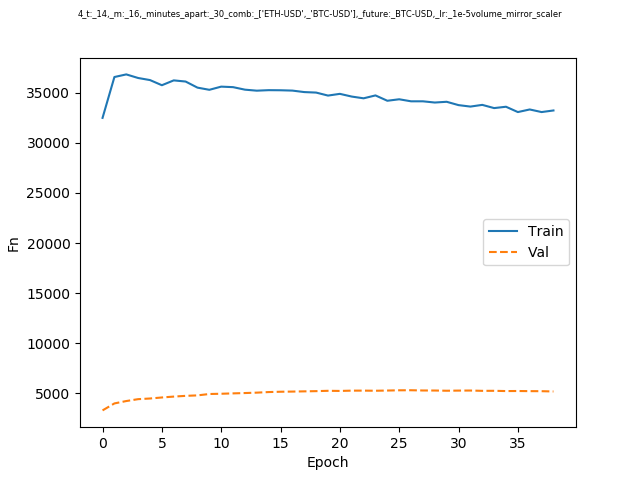 4_t:_14,_m:_16,_minutes_apart:_30_comb:_['ETH-USD',_'BTC-USD'],_future:_BTC-USD,_lr:_1e-5volume_mirror_scaler
35000
30000
25000
20000
15000
10000
5000
Fn
Train
Val
0 5 10 15 20 25 30 35
Epoch